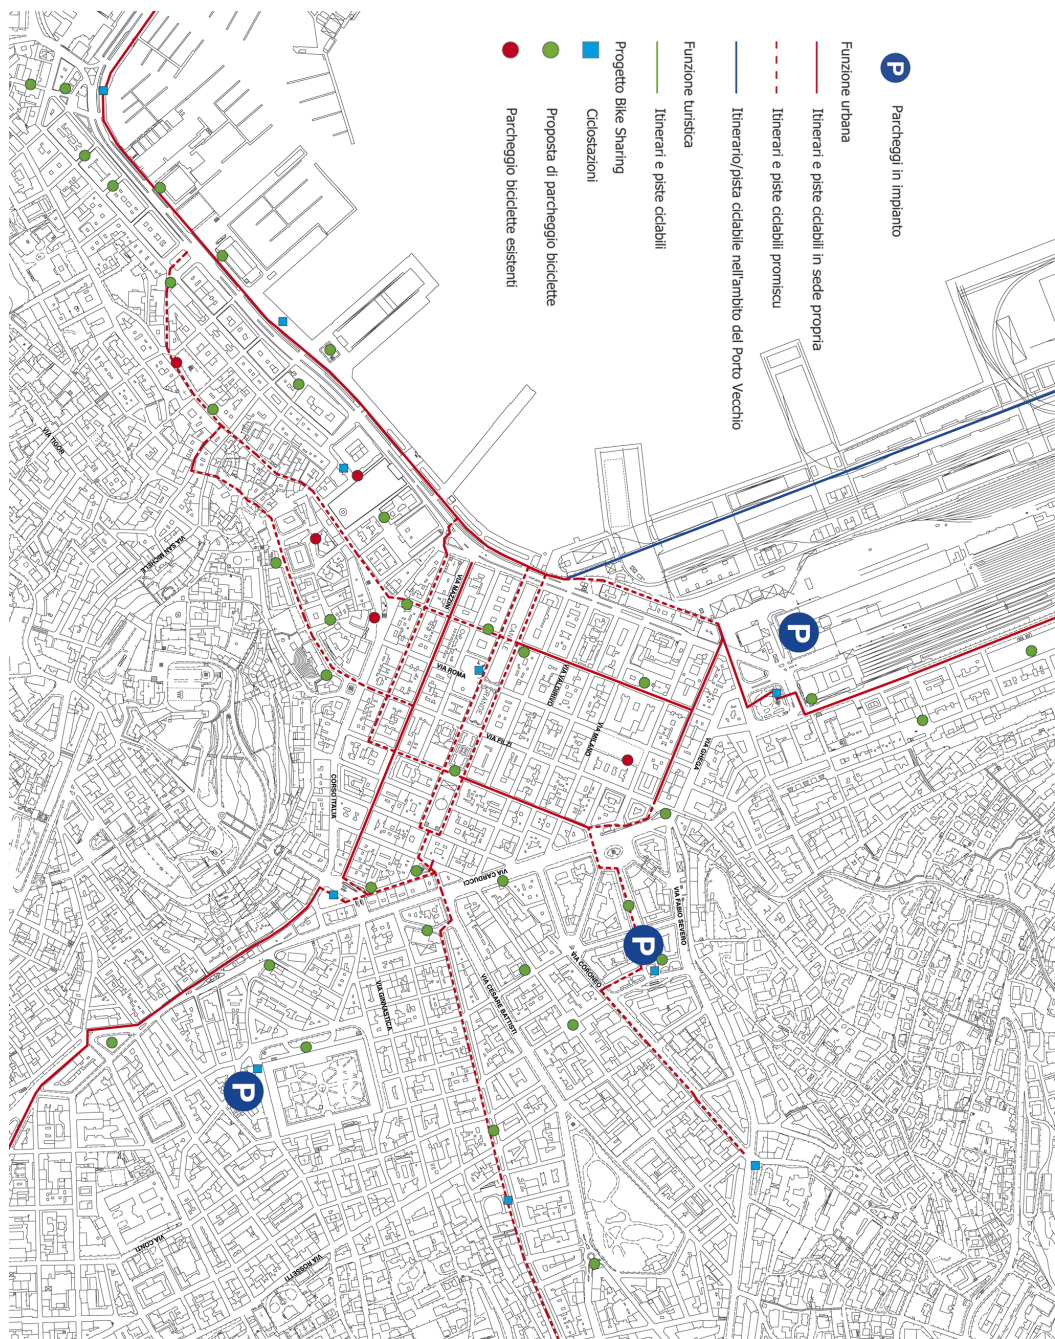 P Parcheggi in impianto
Funzione urbana
Itinerari e piste ciclabili in sede propria
Itinerari e piste ciclabili promiscu
Itinerario/pista ciclabile nell'ambito del Porto Vecchio
Funzione turistica
Itinerari e piste ciclabili
Progetto Bike Sharing
Ciclostazioni
Proposta di parcheggio biciclette
Parcheggio biciclette esistenti
P
P
P
VIA TIGOR
VIA SAN MICHELE
VIA MAZZINI
VIA ROMA
VIA VALDIRIVO
VIA MILANO
VIA FILZI
VIA GHEGA
CORSO ITALIA
VIA CARDUCCI
VIA FABIO SEVERO
VIA CORONEO
VIA CESARE BATTISTI
VIA GINNASTICA
VIA CONTI
VIA ROSSETTI